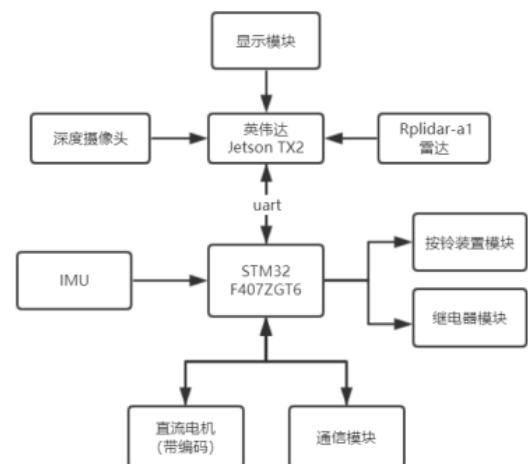 显示模块
深度摄像头
英伟达
Jetson TX2
Rplidar-a1
雷达
uart
IMU
STM32
F407ZGT6
按铃装置模块
继电器模块
直流电机
(带编码)
通信模块